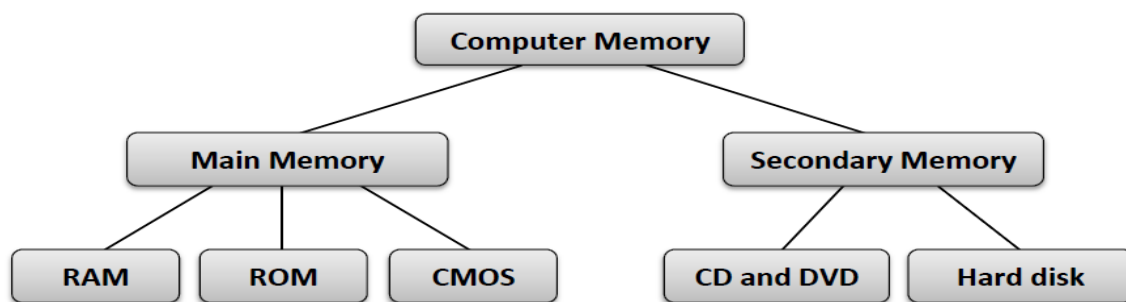 Computer Memory
Main Memory
Secondary Memory
RAM
ROM
CMOS
CD and DVD
Hard disk